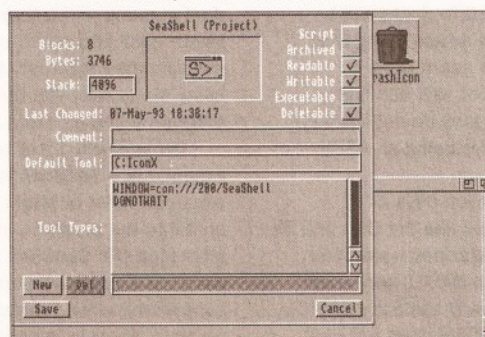 SeaShell (Project)
Blocks: 8
Bytes: 3746
Stack: 4096
S>
Script
Archived
Readable
Writable
Executable
Deletable
Last Changed: 07-May-93 18:38:17
Comment:
Default Tool: C:IconX
Tool Types:
WINDOW=con:///200/SeaShell
DONOTWAIT
New
Del
Save
Cancel
rashIcon